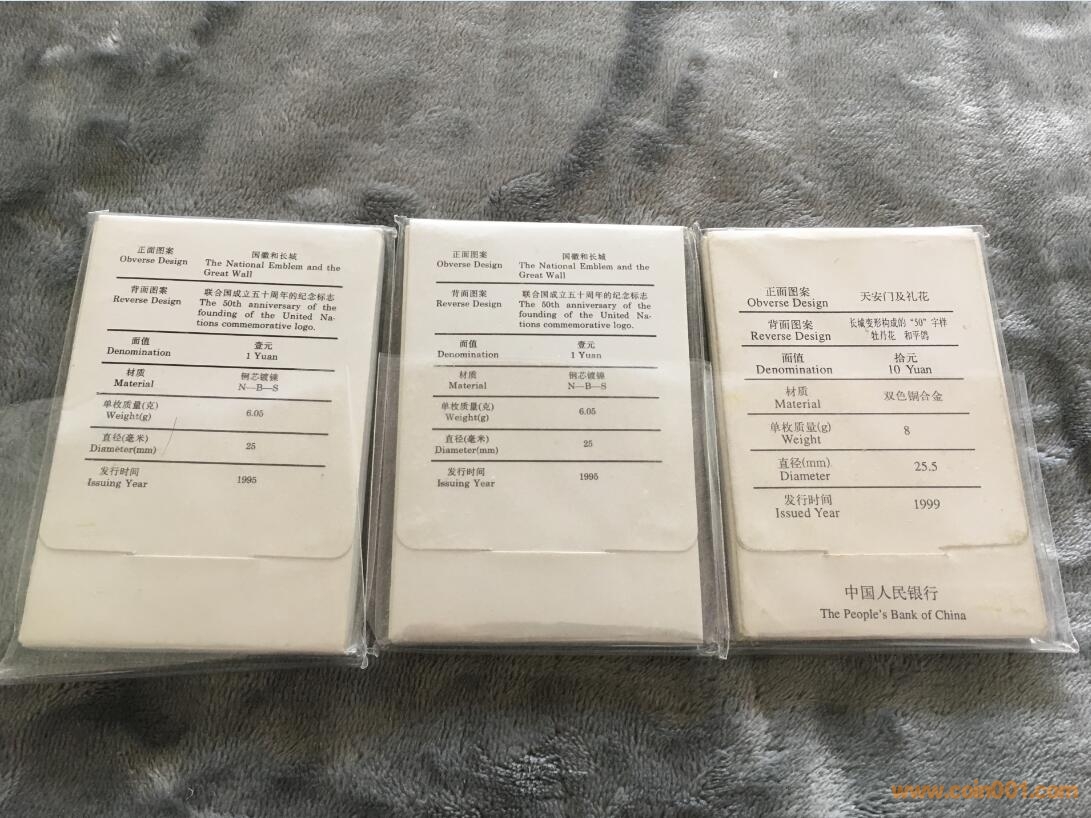 正面图案
Obverse Design
国徽和长城
The National Emblem and the
Great Wall
背面图案
Reverse Design
联合国成立五十周年的纪念标志
The 50th anniversary of the
founding of the United Na-
tions commemorative logo.
面值
Denomination
壹元
1 Yuan
材质
Material
钢芯镀镍
N—B—S
单枚质量(克)
Weight(g)
6.05
直径(毫米)
Diameter(mm)
25
发行时间
Issuing Year
1995
正面图案
Obverse Design
国徽和长城
The National Emblem and the
Great Wall
背面图案
Reverse Design
联合国成立五十周年的纪念标志
The 50th anniversary of the
founding of the United Na-
tions commemorative logo.
面值
Denomination
壹元
1 Yuan
材质
Material
钢芯镀镍
N—B—S
单枚质量(克)
Weight(g)
6.05
直径(毫米)
Diameter(mm)
25
发行时间
Issuing Year
1995
正面图案
Obverse Design
天安门及礼花
背面图案
Reverse Design
长城变形构成的“50”字样
牡丹花 和平鸽
面值
Denomination
拾元
10 Yuan
材质
Material
双色铜合金
单枚质量(g)
Weight
8
直径(mm)
Diameter
25.5
发行时间
Issued Year
1999
中国人民银行
The People's Bank of China
www.coin001.com